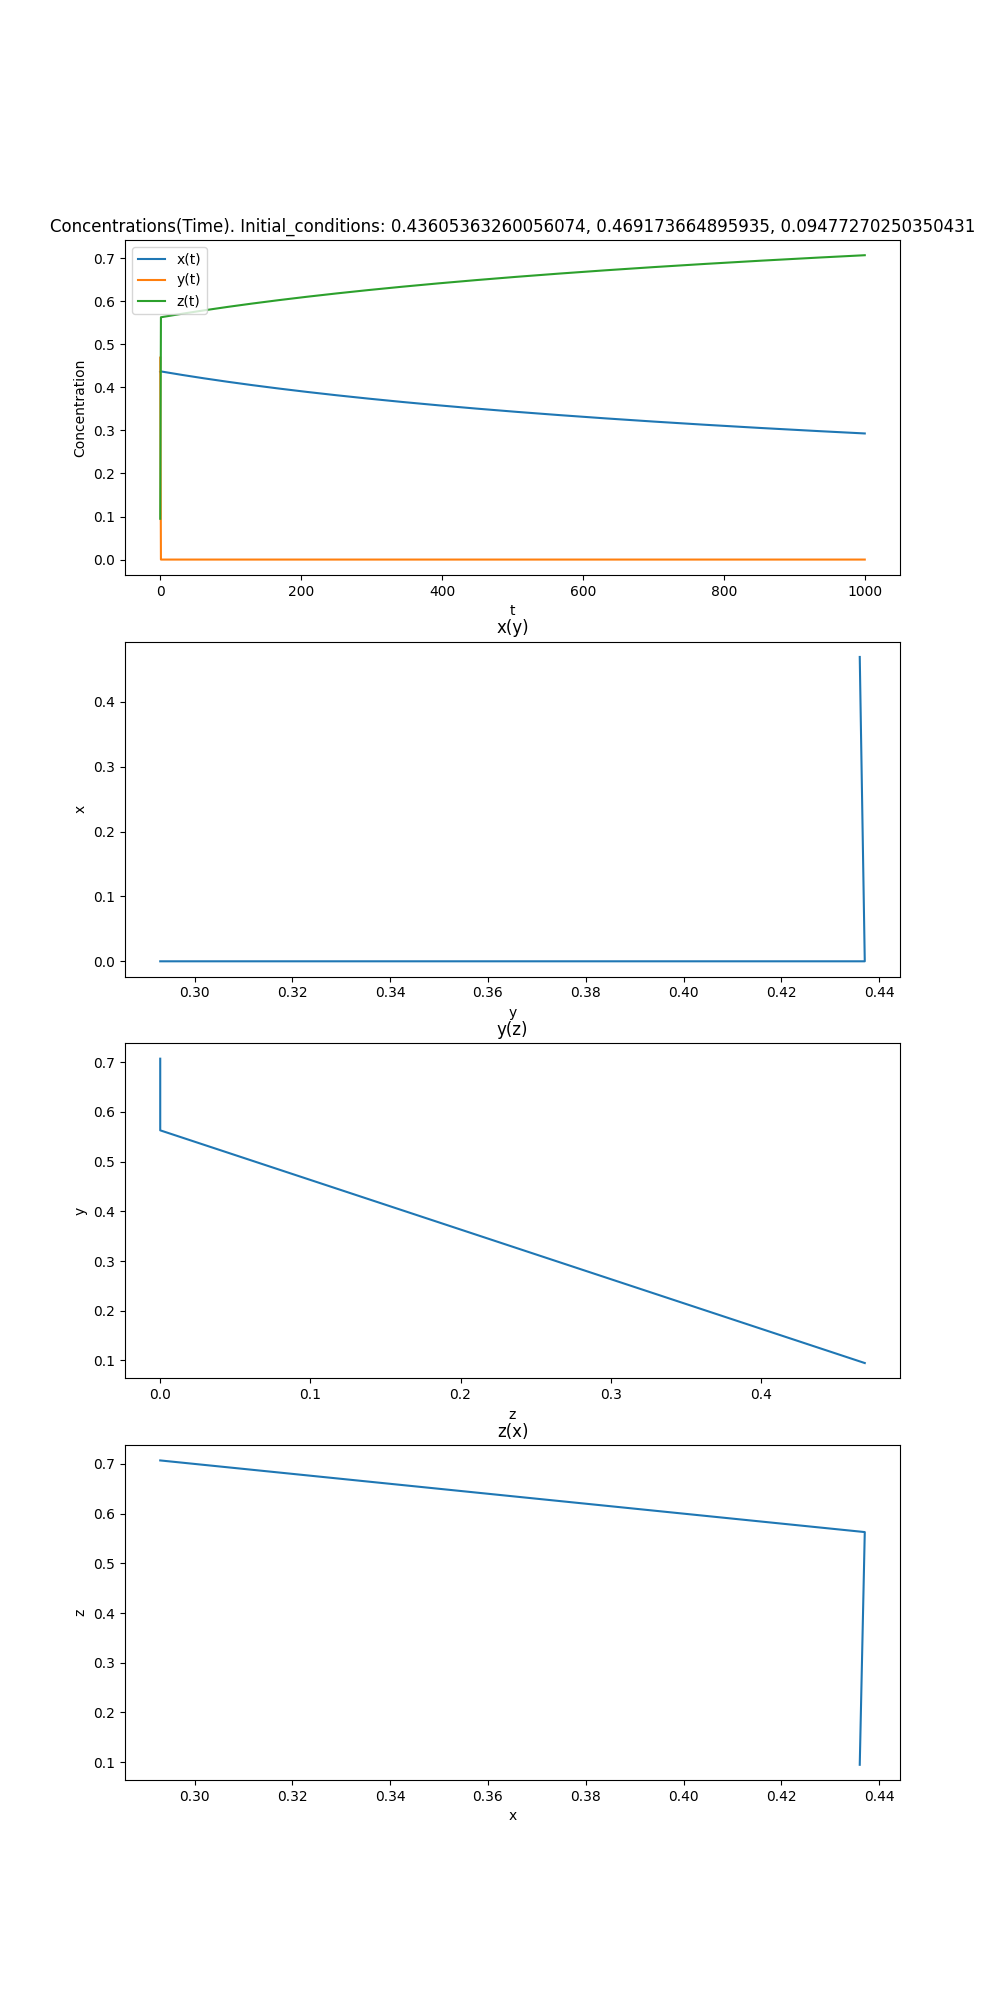 Concentrations(Time). Initial_conditions: 0.43605363260056074, 0.469173664895935, 0.09477270250350431
x(t)
y(t)
z(t)
Concentration
0.7
0.6
0.5
0.4
0.3
0.2
0.1
0.0
0 200 400 600 800 1000
t
x(y)
x
0.4
0.3
0.2
0.1
0.0
0.30 0.32 0.34 0.36 0.38 0.40 0.42 0.44
y
y(z)
y
0.7
0.6
0.5
0.4
0.3
0.2
0.1
0.0 0.1 0.2 0.3 0.4
z
z(x)
z
0.7
0.6
0.5
0.4
0.3
0.2
0.1
0.30 0.32 0.34 0.36 0.38 0.40 0.42 0.44
x